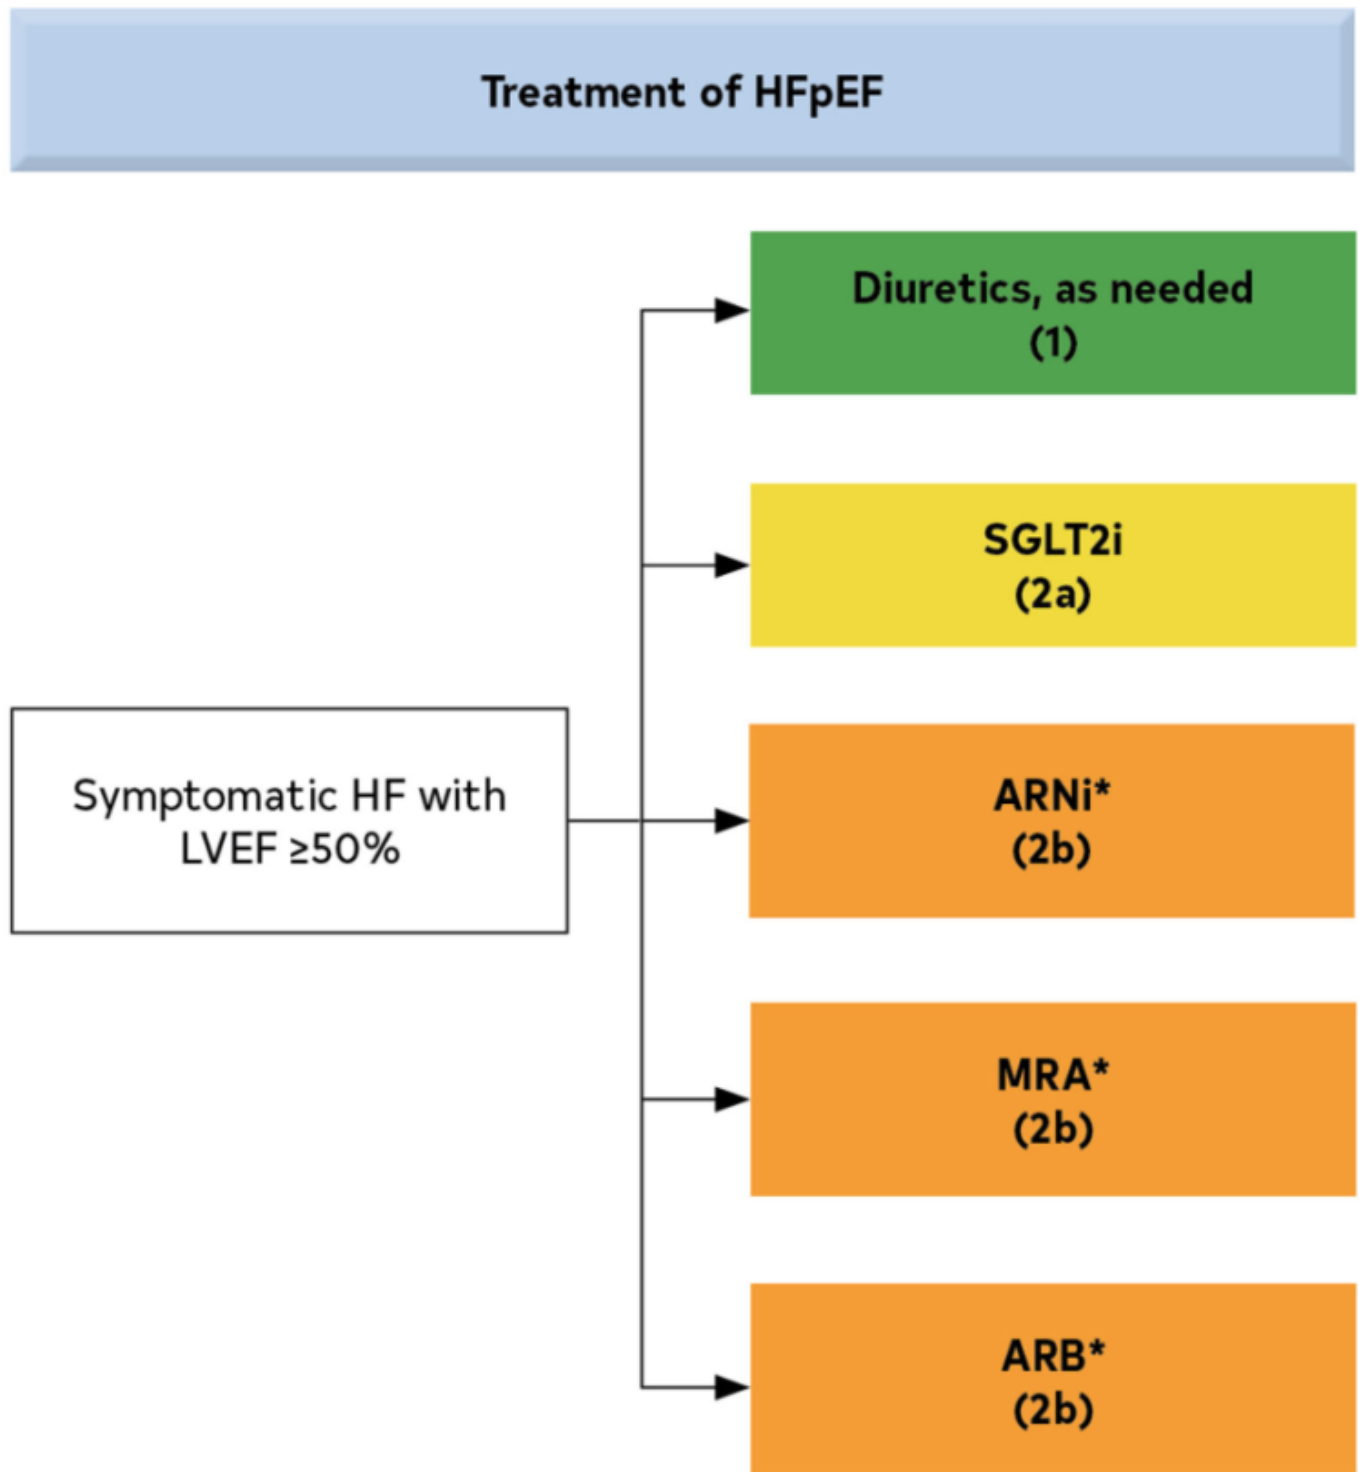 Treatment of HFpEF
Diuretics, as needed
(1)
SGLT2i
(2a)
Symptomatic HF with
LVEF ≥50%
ARNi*
(2b)
MRA*
(2b)
ARB*
(2b)